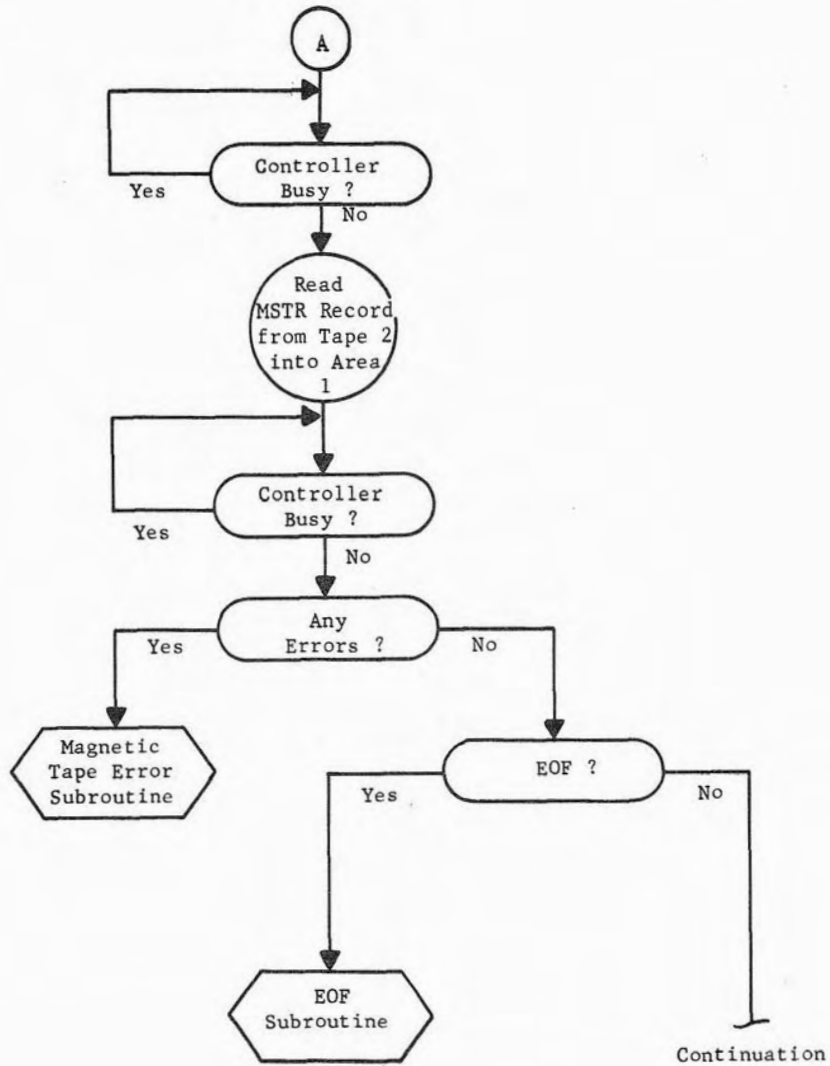 A
Controller
Busy ?
Yes
No
Read
MSTR Record
from Tape 2
into Area
1
Controller
Busy ?
Yes
No
Any
Errors ?
Yes
No
Magnetic
Tape Error
Subroutine
EOF ?
Yes
No
EOF
Subroutine
Continuation